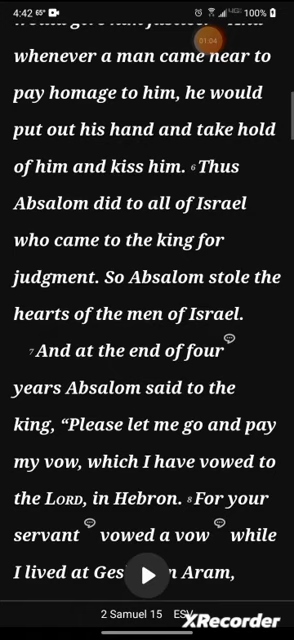 4:42 65° 100%
01:04
whenever a man came near to
pay homage to him, he would
put out his hand and take hold
of him and kiss him. 6 Thus
Absalom did to all of Israel
who came to the king for
judgment. So Absalom stole the
hearts of the men of Israel.
7 And at the end of four
years Absalom said to the
king, “Please let me go and pay
my vow, which I have vowed to
the LORD, in Hebron. 8 For your
servant vowed a vow while
I lived at Aram,
2 Samuel 15 ESV
XRecorder